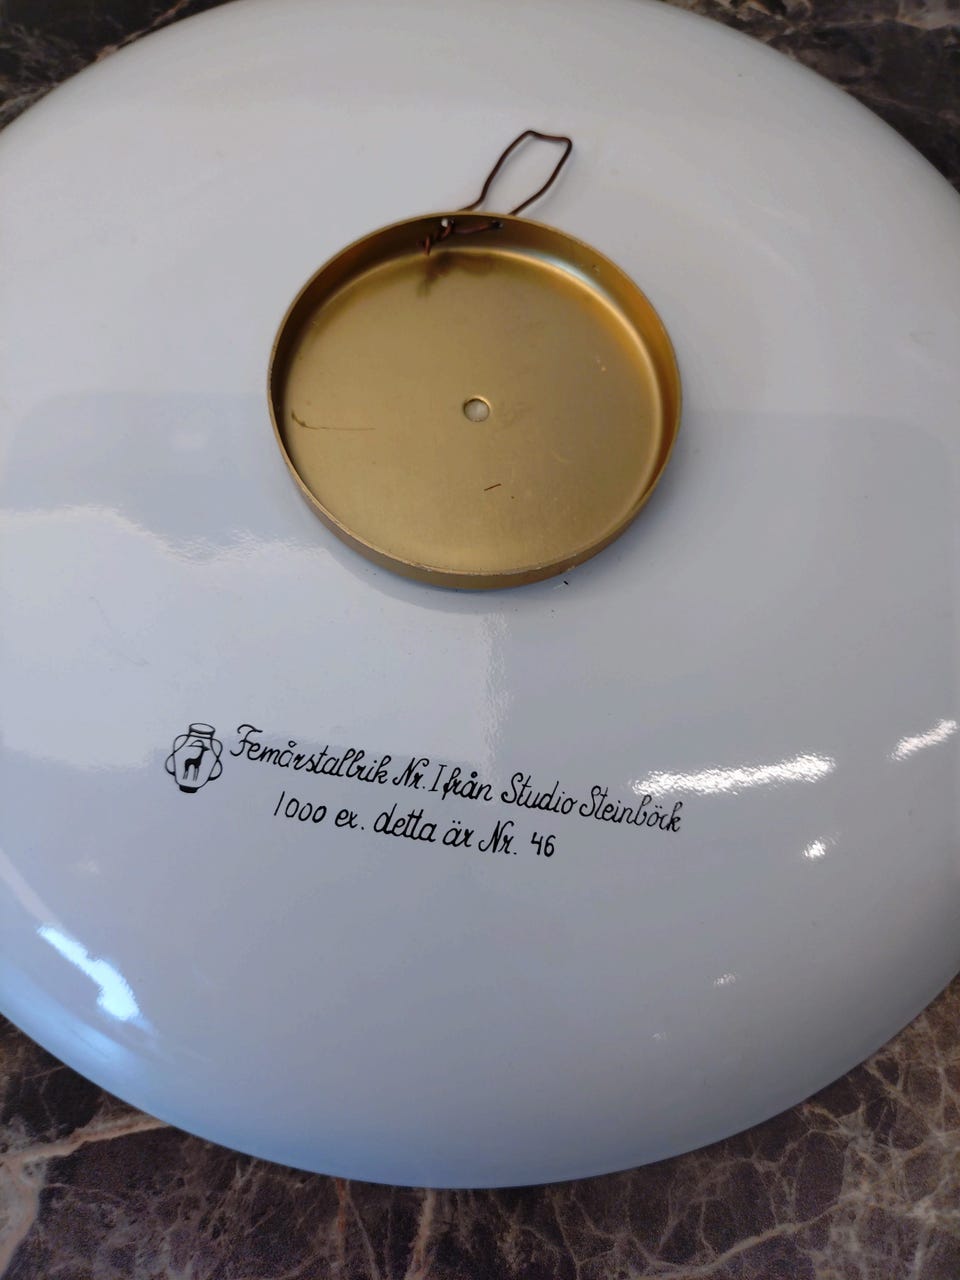 Femårstallrik Nr. I från Studio Steinböck
1000 ex. detta är Nr. 46